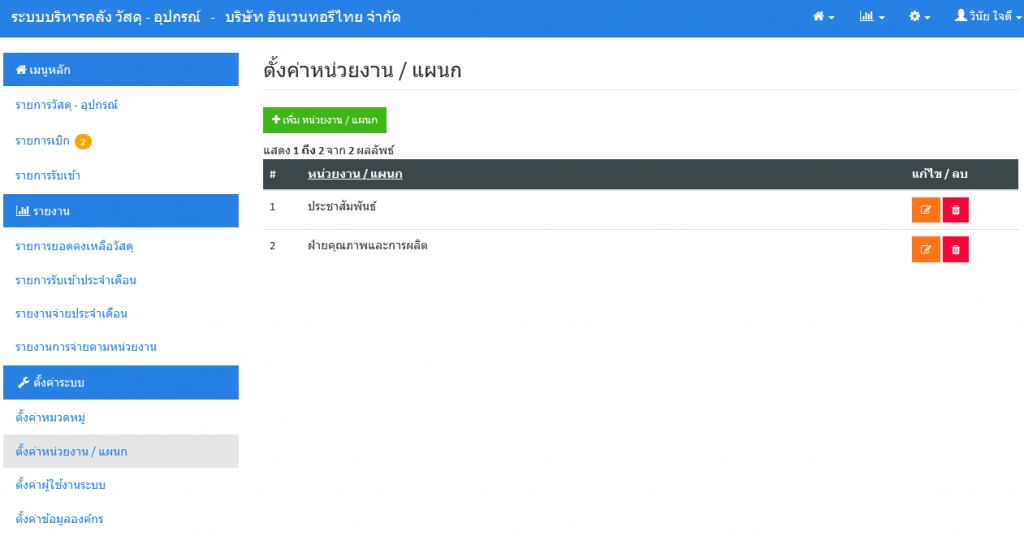 ระบบบริหารคลัง วัสดุ - อุปกรณ์ - บริษัท อินเวนทอรีไทย จำกัด
วินัย ใจดี
เมนูหลัก
รายการวัสดุ - อุปกรณ์
รายการเบิก 2
รายการรับเข้า
รายงาน
รายการยอดคงเหลือวัสดุ
รายการรับเข้าประจำเดือน
รายงานจ่ายประจำเดือน
รายงานการจ่ายตามหน่วยงาน
ตั้งค่าระบบ
ตั้งค่าหมวดหมู่
ตั้งค่าหน่วยงาน / แผนก
ตั้งค่าผู้ใช้งานระบบ
ตั้งค่าข้อมูลองค์กร
ตั้งค่าหน่วยงาน / แผนก
เพิ่ม หน่วยงาน / แผนก
แสดง 1 ถึง 2 จาก 2 ผลลัพธ์
# หน่วยงาน / แผนก แก้ไข / ลบ
1 ประชาสัมพันธ์
2 ฝ่ายคุณภาพและการผลิต